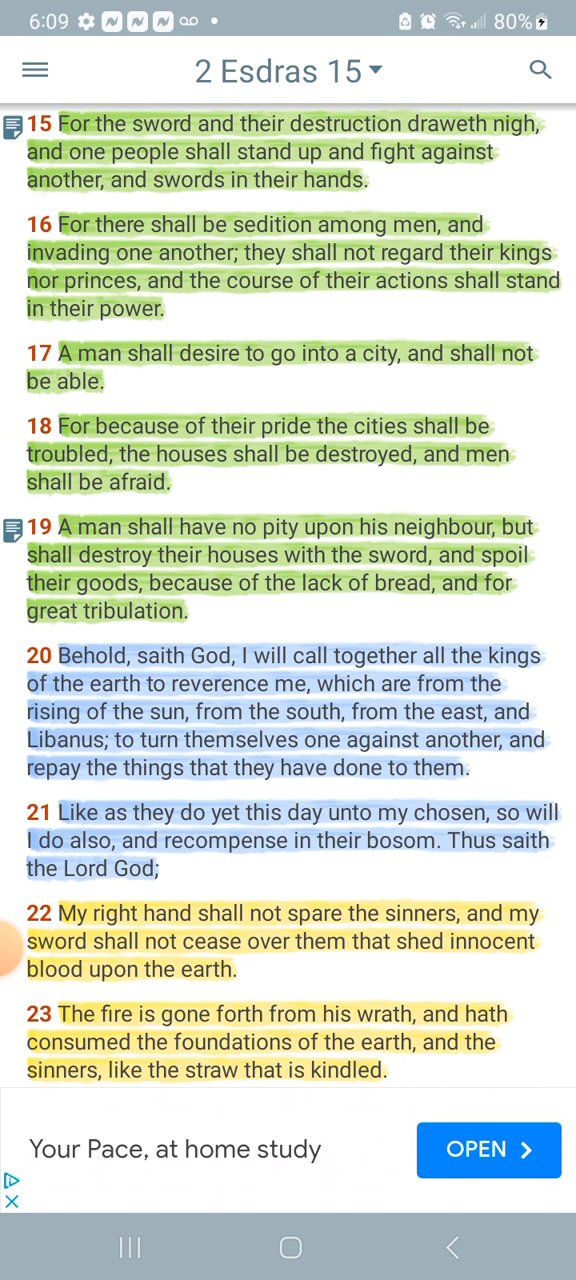 6:09 80%
2 Esdras 15
15 For the sword and their destruction draweth nigh,
and one people shall stand up and fight against
another, and swords in their hands.
16 For there shall be sedition among men, and
invading one another; they shall not regard their kings
nor princes, and the course of their actions shall stand
in their power.
17 A man shall desire to go into a city, and shall not
be able.
18 For because of their pride the cities shall be
troubled, the houses shall be destroyed, and men
shall be afraid.
19 A man shall have no pity upon his neighbour, but
shall destroy their houses with the sword, and spoil
their goods, because of the lack of bread, and for
great tribulation.
20 Behold, saith God, I will call together all the kings
of the earth to reverence me, which are from the
rising of the sun, from the south, from the east, and
Libanus; to turn themselves one against another, and
repay the things that they have done to them.
21 Like as they do yet this day unto my chosen, so will
I do also, and recompense in their bosom. Thus saith
the Lord God;
22 My right hand shall not spare the sinners, and my
sword shall not cease over them that shed innocent
blood upon the earth.
23 The fire is gone forth from his wrath, and hath
consumed the foundations of the earth, and the
sinners, like the straw that is kindled.
Your Pace, at home study
OPEN